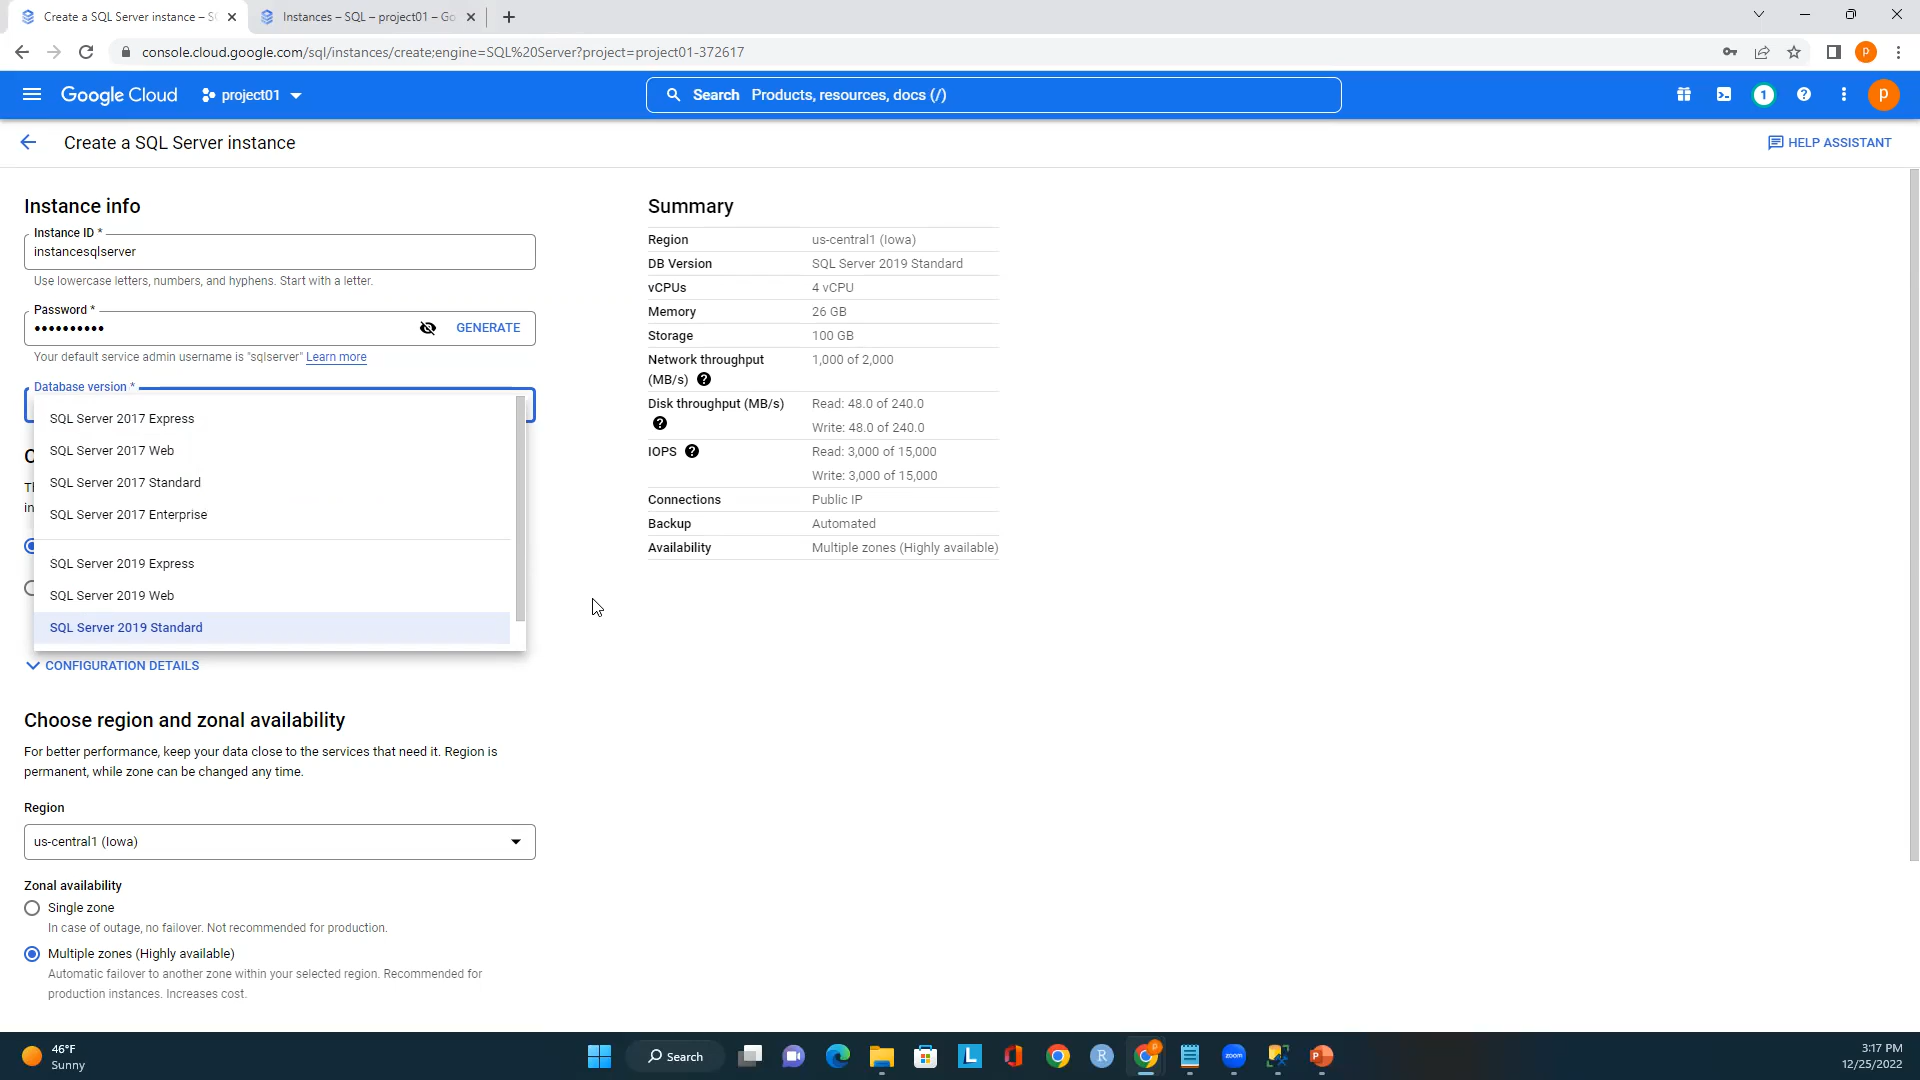 Create a SQL Server instance – SQ
Instances – SQL – project01 – Go
console.cloud.google.com/sql/instances/create;engine=SQL%20Server?project=project01-372617
P
Google Cloud
project01
Search Products, resources, docs (/)
1
P
Create a SQL Server instance
HELP ASSISTANT
Instance info
Instance ID *
instancesqlserver
Use lowercase letters, numbers, and hyphens. Start with a letter.
Password *
••••••••••
GENERATE
Your default service admin username is "sqlserver" Learn more
Database version *
SQL Server 2017 Express
SQL Server 2017 Web
SQL Server 2017 Standard
SQL Server 2017 Enterprise
SQL Server 2019 Express
SQL Server 2019 Web
SQL Server 2019 Standard
CONFIGURATION DETAILS
Choose region and zonal availability
For better performance, keep your data close to the services that need it. Region is
permanent, while zone can be changed any time.
Region
us-central1 (Iowa)
Zonal availability
Single zone
In case of outage, no failover. Not recommended for production.
Multiple zones (Highly available)
Automatic failover to another zone within your selected region. Recommended for
production instances. Increases cost.
Summary
Region us-central1 (Iowa)
DB Version SQL Server 2019 Standard
vCPUs 4 vCPU
Memory 26 GB
Storage 100 GB
Network throughput 1,000 of 2,000
(MB/s)
Disk throughput (MB/s) Read: 48.0 of 240.0
Write: 48.0 of 240.0
IOPS Read: 3,000 of 15,000
Write: 3,000 of 15,000
Connections Public IP
Backup Automated
Availability Multiple zones (Highly available)
46°F
Sunny
Search
L
R
zoom
3:17 PM
12/25/2022